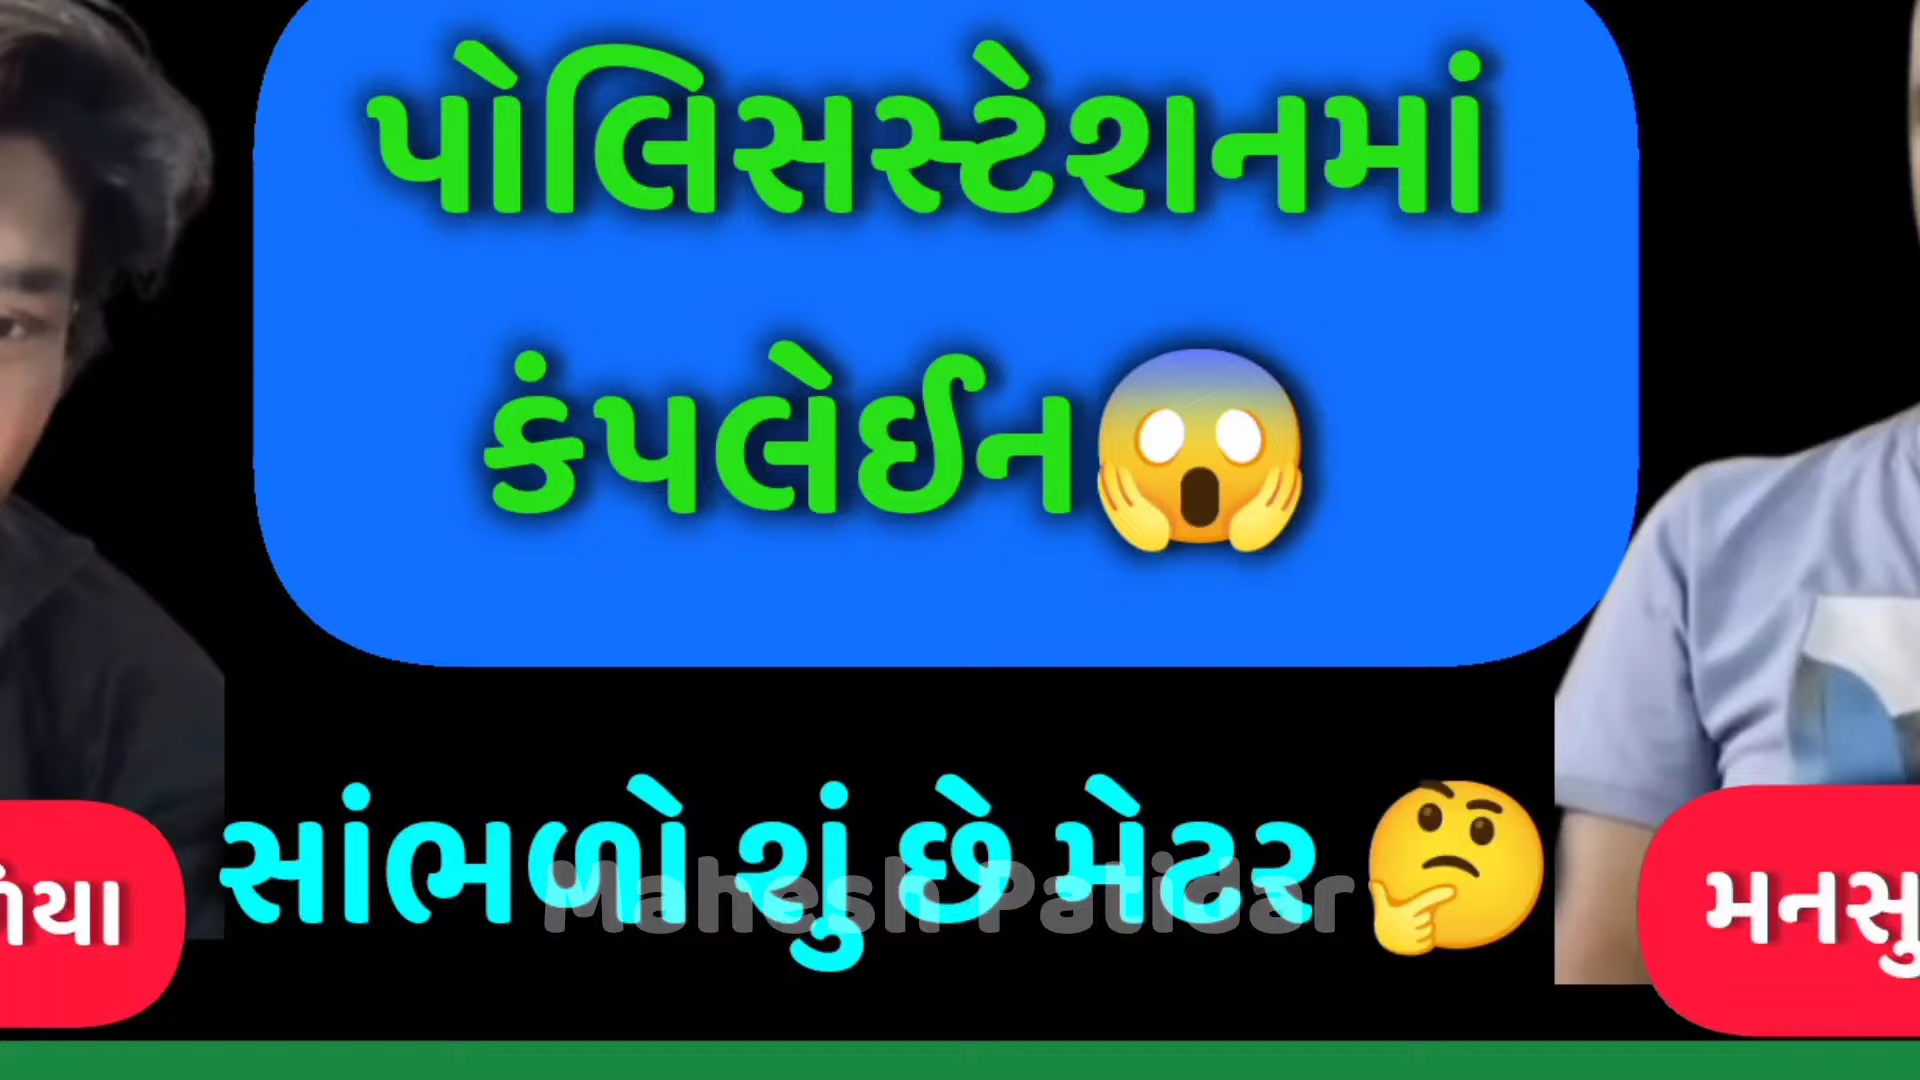 પોલિસસ્ટેશનમાં
કંપલેઈન😱
સાંભળો શું છે મેટર 🤔
Mahesh Patidar
મનસુ